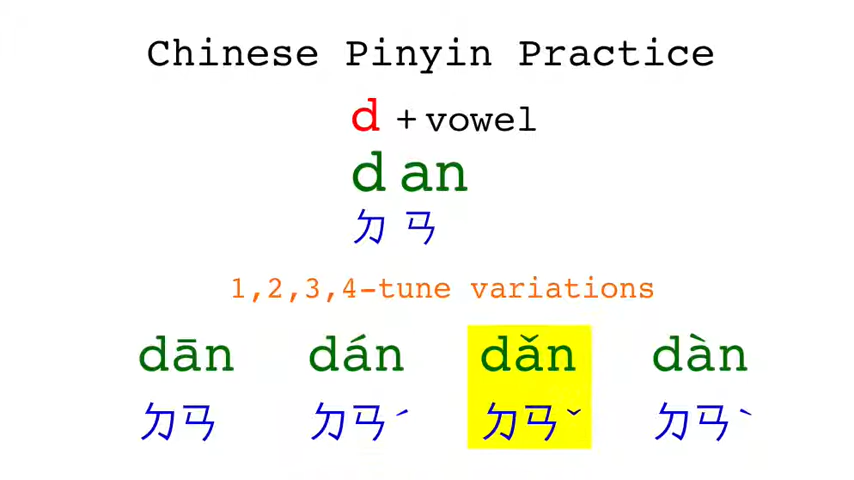 Chinese Pinyin Practice
d + vowel
d an
ㄉ ㄢ
1,2,3,4-tune variations
dān dán dǎn dàn
ㄉㄢ ㄉㄢˊ ㄉㄢˇ ㄉㄢˋ